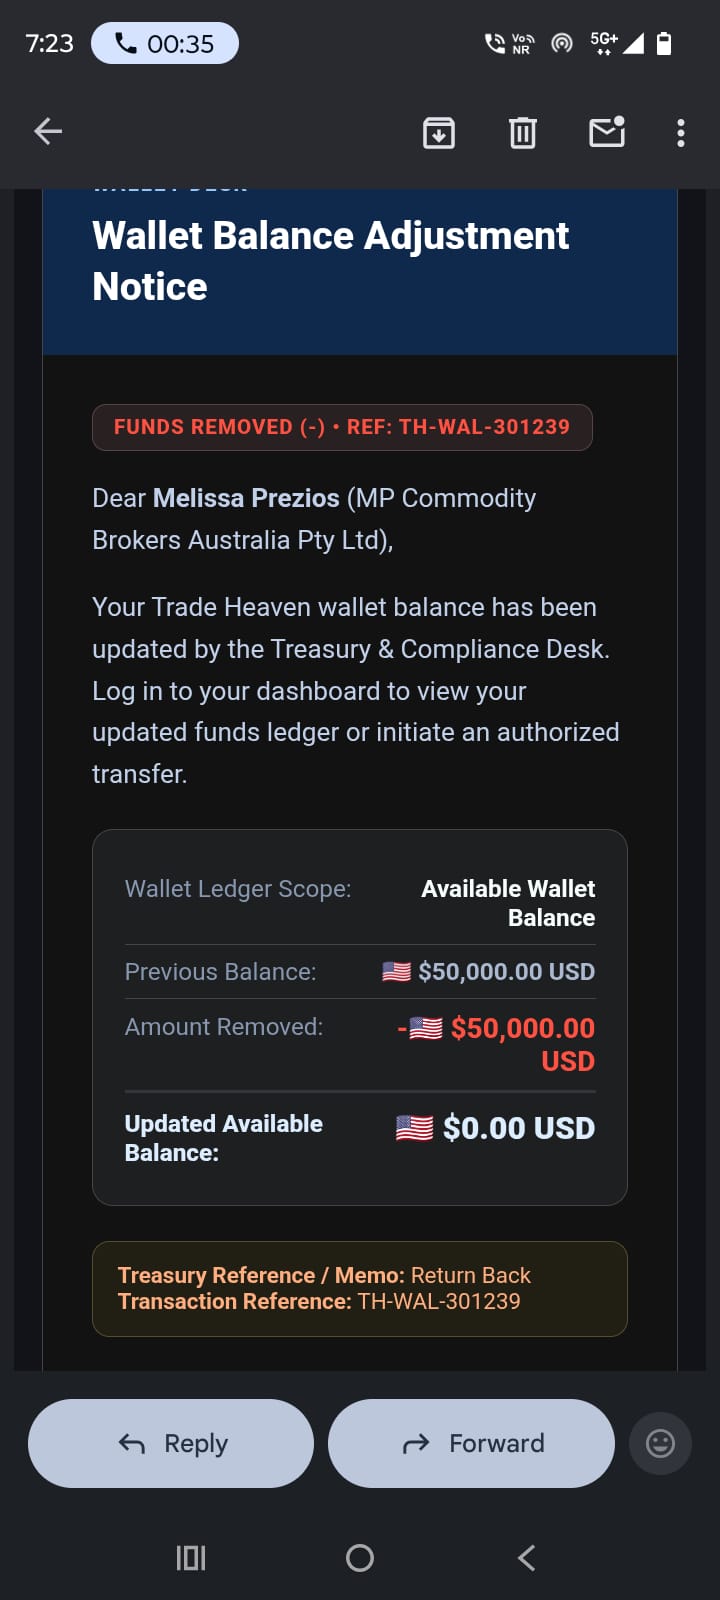 7:23 00:35 Vo NR 5G+
Wallet Balance Adjustment
Notice
FUNDS REMOVED (-) • REF: TH-WAL-301239
Dear Melissa Prezios (MP Commodity
Brokers Australia Pty Ltd),
Your Trade Heaven wallet balance has been
updated by the Treasury & Compliance Desk.
Log in to your dashboard to view your
updated funds ledger or initiate an authorized
transfer.
Wallet Ledger Scope: Available Wallet
Balance
Previous Balance: 🇺🇸 $50,000.00 USD
Amount Removed: -🇺🇸 $50,000.00
USD
Updated Available
Balance: 🇺🇸 $0.00 USD
Treasury Reference / Memo: Return Back
Transaction Reference: TH-WAL-301239
Reply Forward